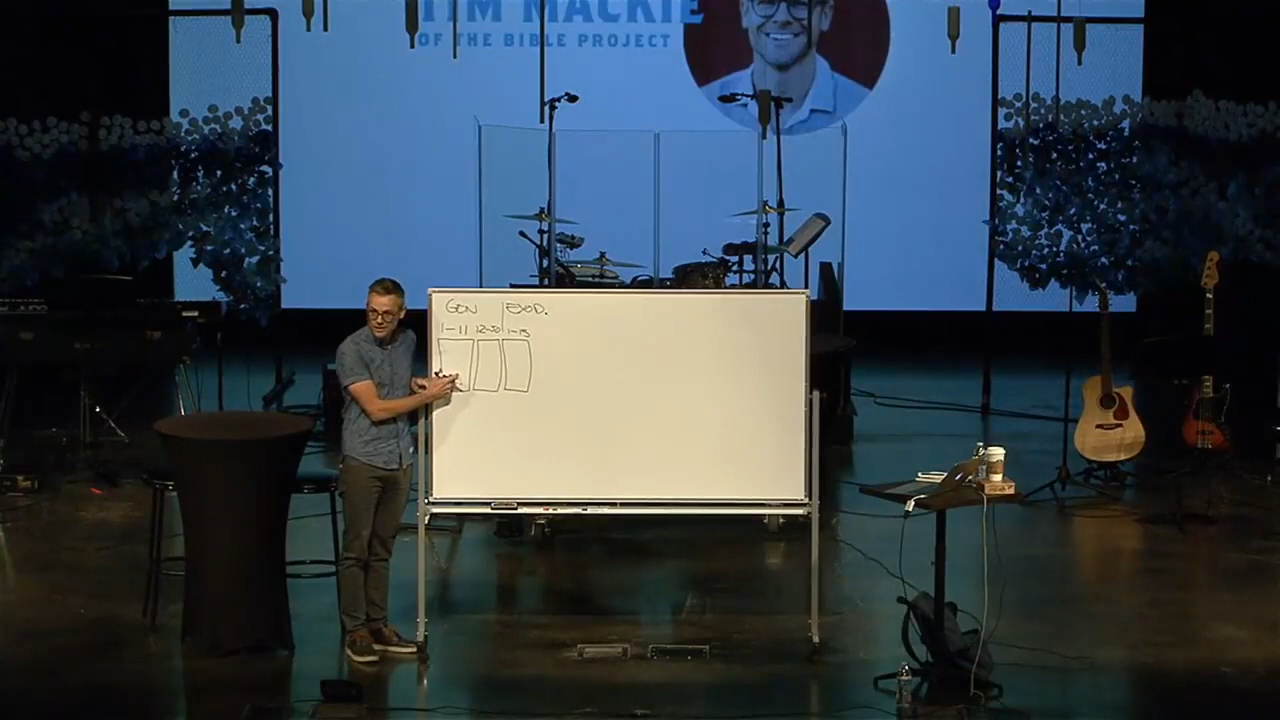 TIM MACKIE
OF THE BIBLE PROJECT
GEN EXOD.
1-11 12-50 1-15